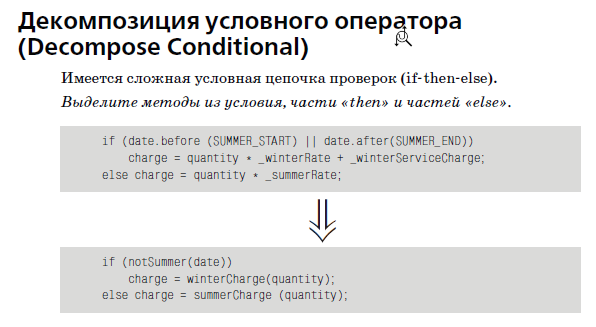 Декомпозиция условного оператора
(Decompose Conditional)
Имеется сложная условная цепочка проверок (if-then-else).
Выделите методы из условия, части «then» и частей «else».
if (date.before (SUMMER_START) || date.after(SUMMER_END))
charge = quantity * _winterRate + _winterServiceCharge;
else charge = quantity * _summerRate;
if (notSummer(date))
charge = winterCharge(quantity);
else charge = summerCharge (quantity);